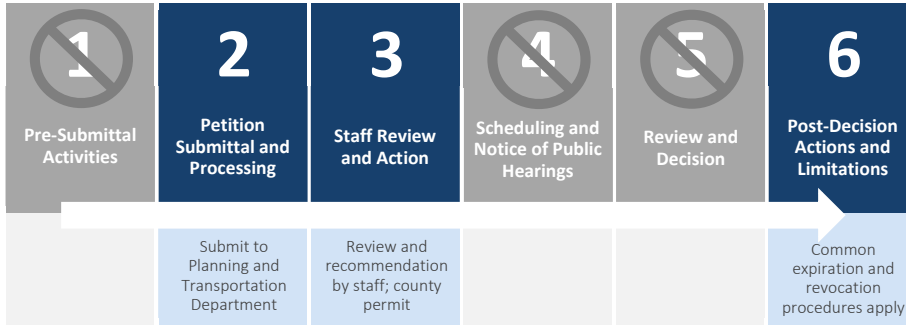 1
Pre-Submittal
Activities
2
Petition
Submittal and
Processing
Submit to
Planning and
Transportation
Department
3
Staff Review
and Action
Review and
recommendation
by staff; county
permit
4
Scheduling and
Notice of Public
Hearings
5
Review and
Decision
6
Post-Decision
Actions and
Limitations
Common
expiration and
revocation
procedures apply